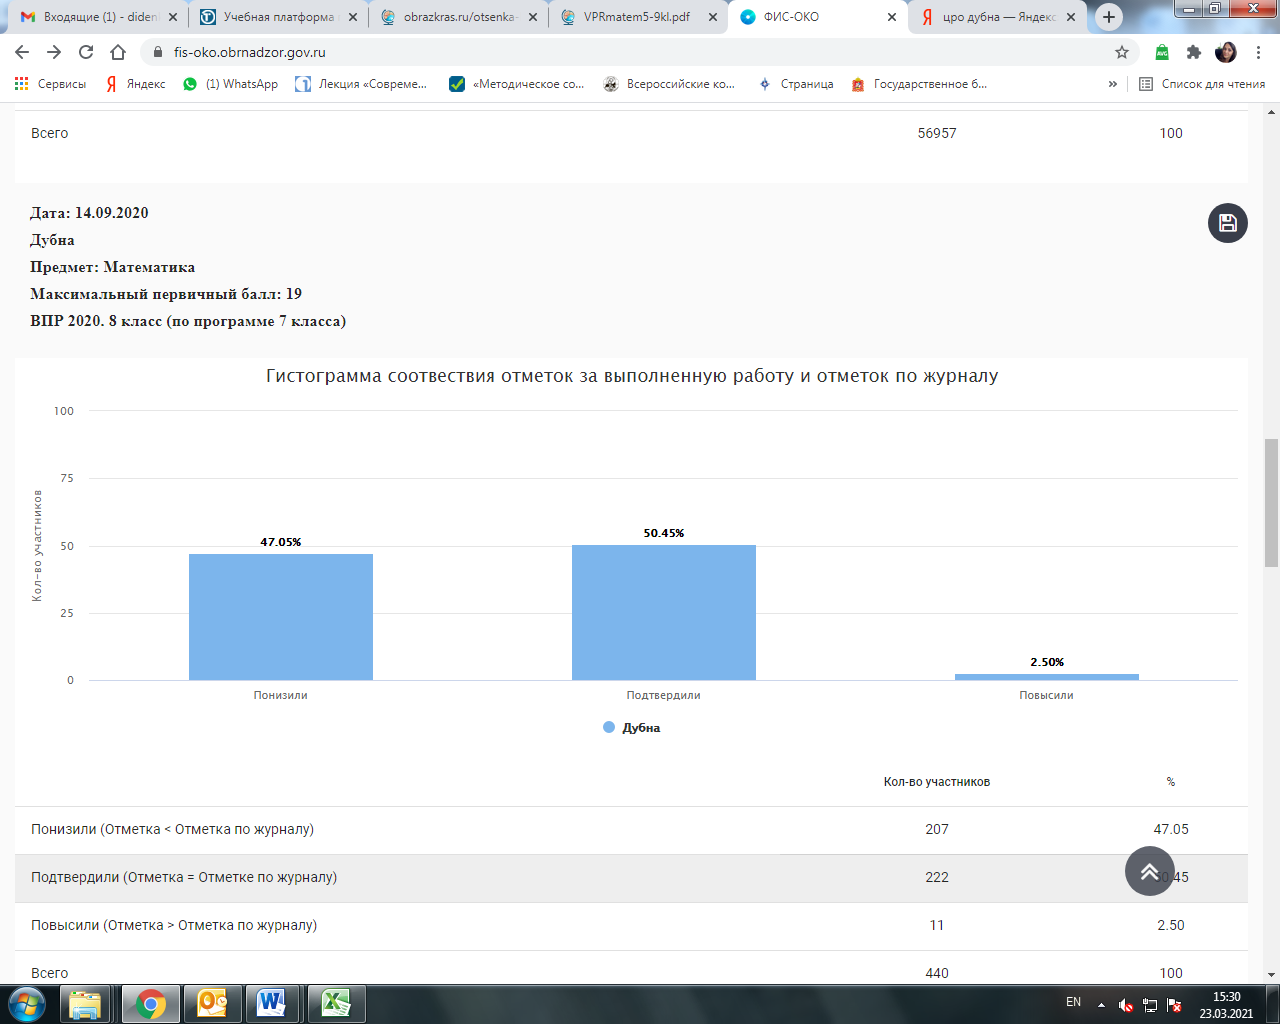 Входящие (1) - diden
Учебная платформа
obrazkras.ru/otsenka-
VPRmatem5-9kl.pdf
ФИС-ОКО
цро дубна — Яндекс
fis-oko.obrnadzor.gov.ru
Сервисы
Яндекс
(1) WhatsApp
Лекция «Совреме...
«Методическое со...
Всероссийские ко...
Страница
Государственное б...
»
Список для чтения
Всего 56957 100
Дата: 14.09.2020
Дубна
Предмет: Математика
Максимальный первичный балл: 19
ВПР 2020. 8 класс (по программе 7 класса)
Гистограмма соотвествия отметок за выполненную работу и отметок по журналу
100
75
50
25
0
Кол-во участников
47.05%
50.45%
2.50%
Понизили
Подтвердили
Повысили
Дубна
Кол-во участников %
Понизили (Отметка < Отметка по журналу) 207 47.05
Подтвердили (Отметка = Отметке по журналу) 222
Повысили (Отметка > Отметка по журналу) 11 2.50
Всего 440 100
EN
15:30
23.03.2021